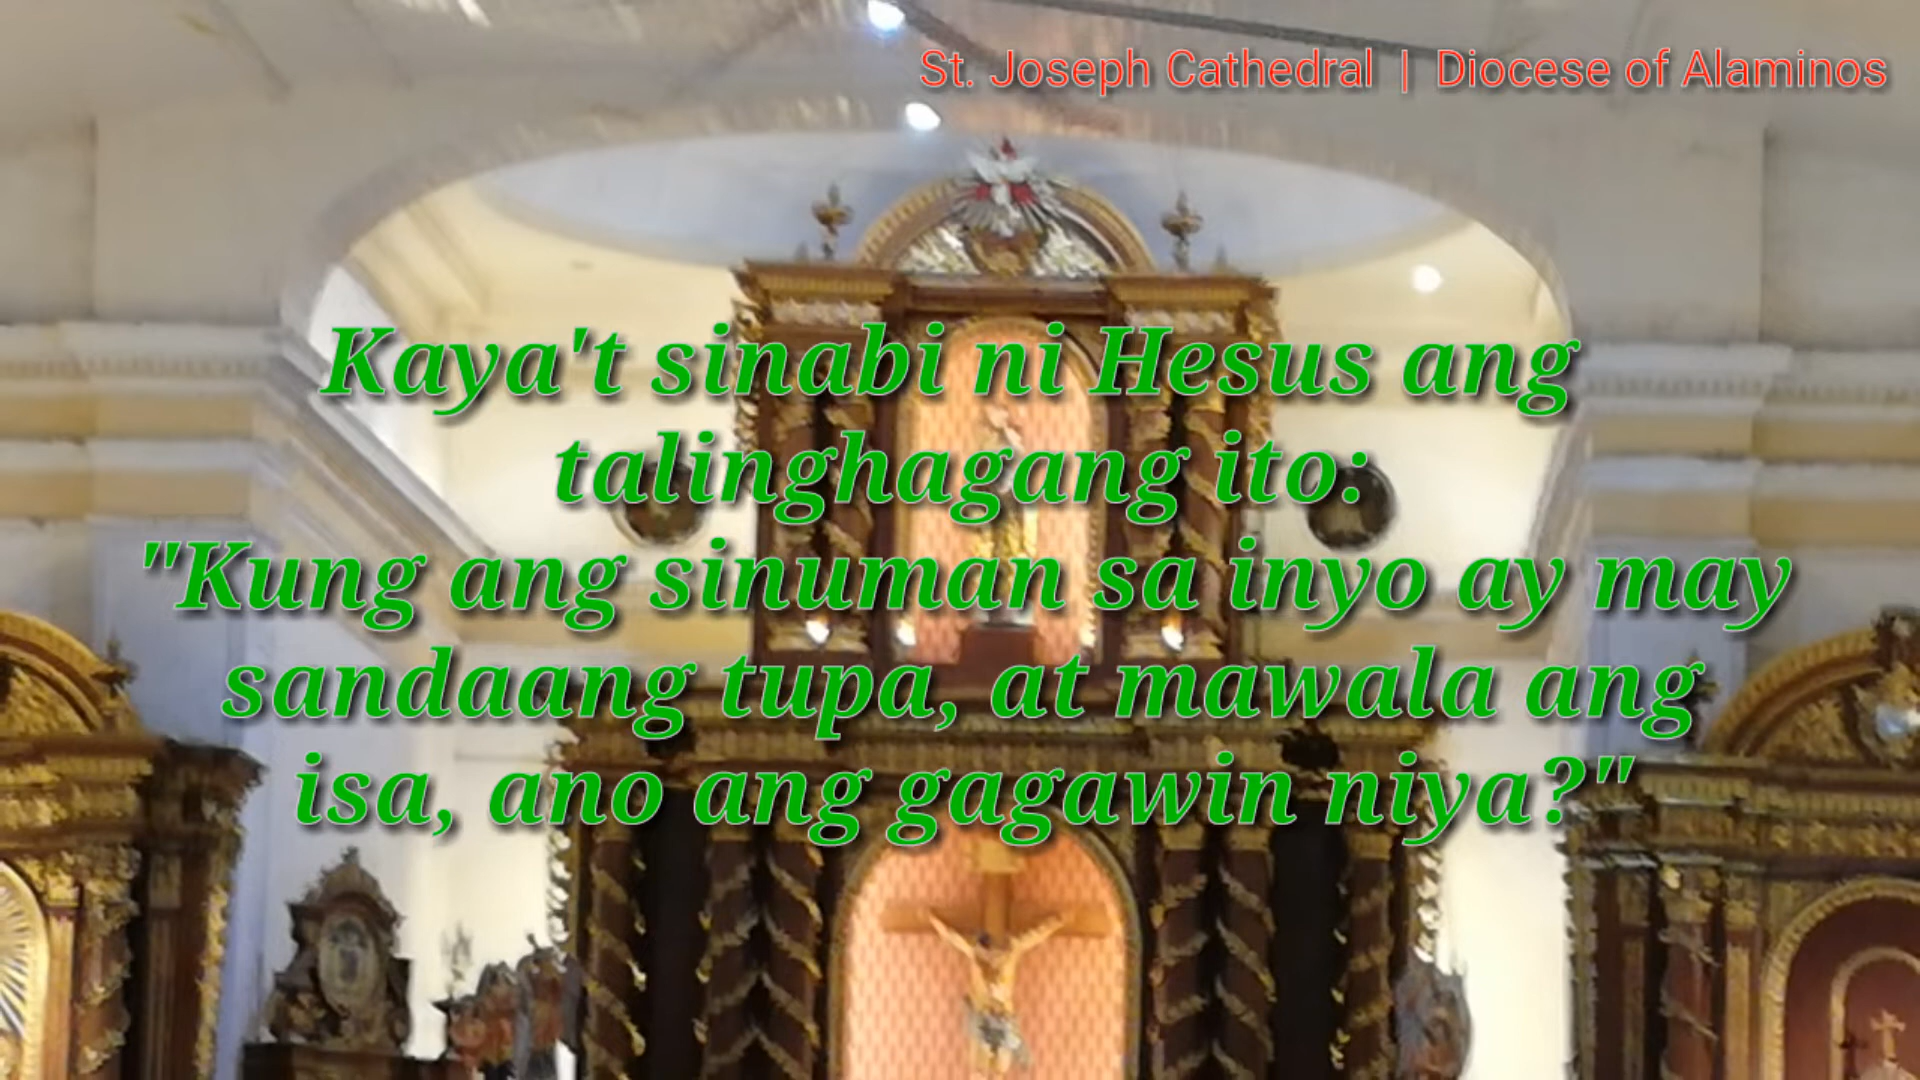 St. Joseph Cathedral | Diocese of Alaminos
Kaya't sinabi ni Hesus ang
talinghagang ito:
"Kung ang sinuman sa inyo ay may
sandaang tupa, at mawala ang
isa, ano ang gagawin niya?"